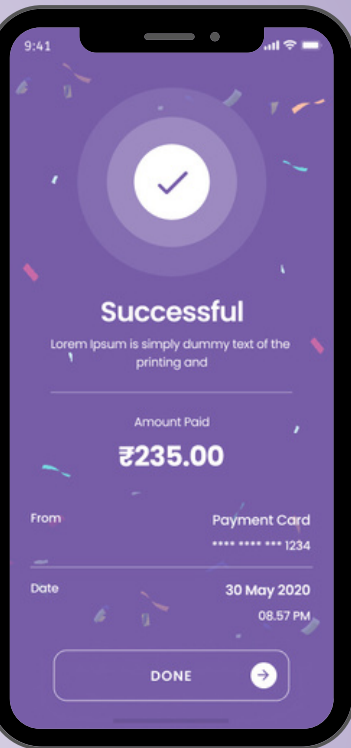 9:41
Successful
Lorem Ipsum is simply dummy text of the
printing and
Amount Paid
₹235.00
From
Payment Card
**** **** *** 1234
Date
30 May 2020
08.57 PM
DONE